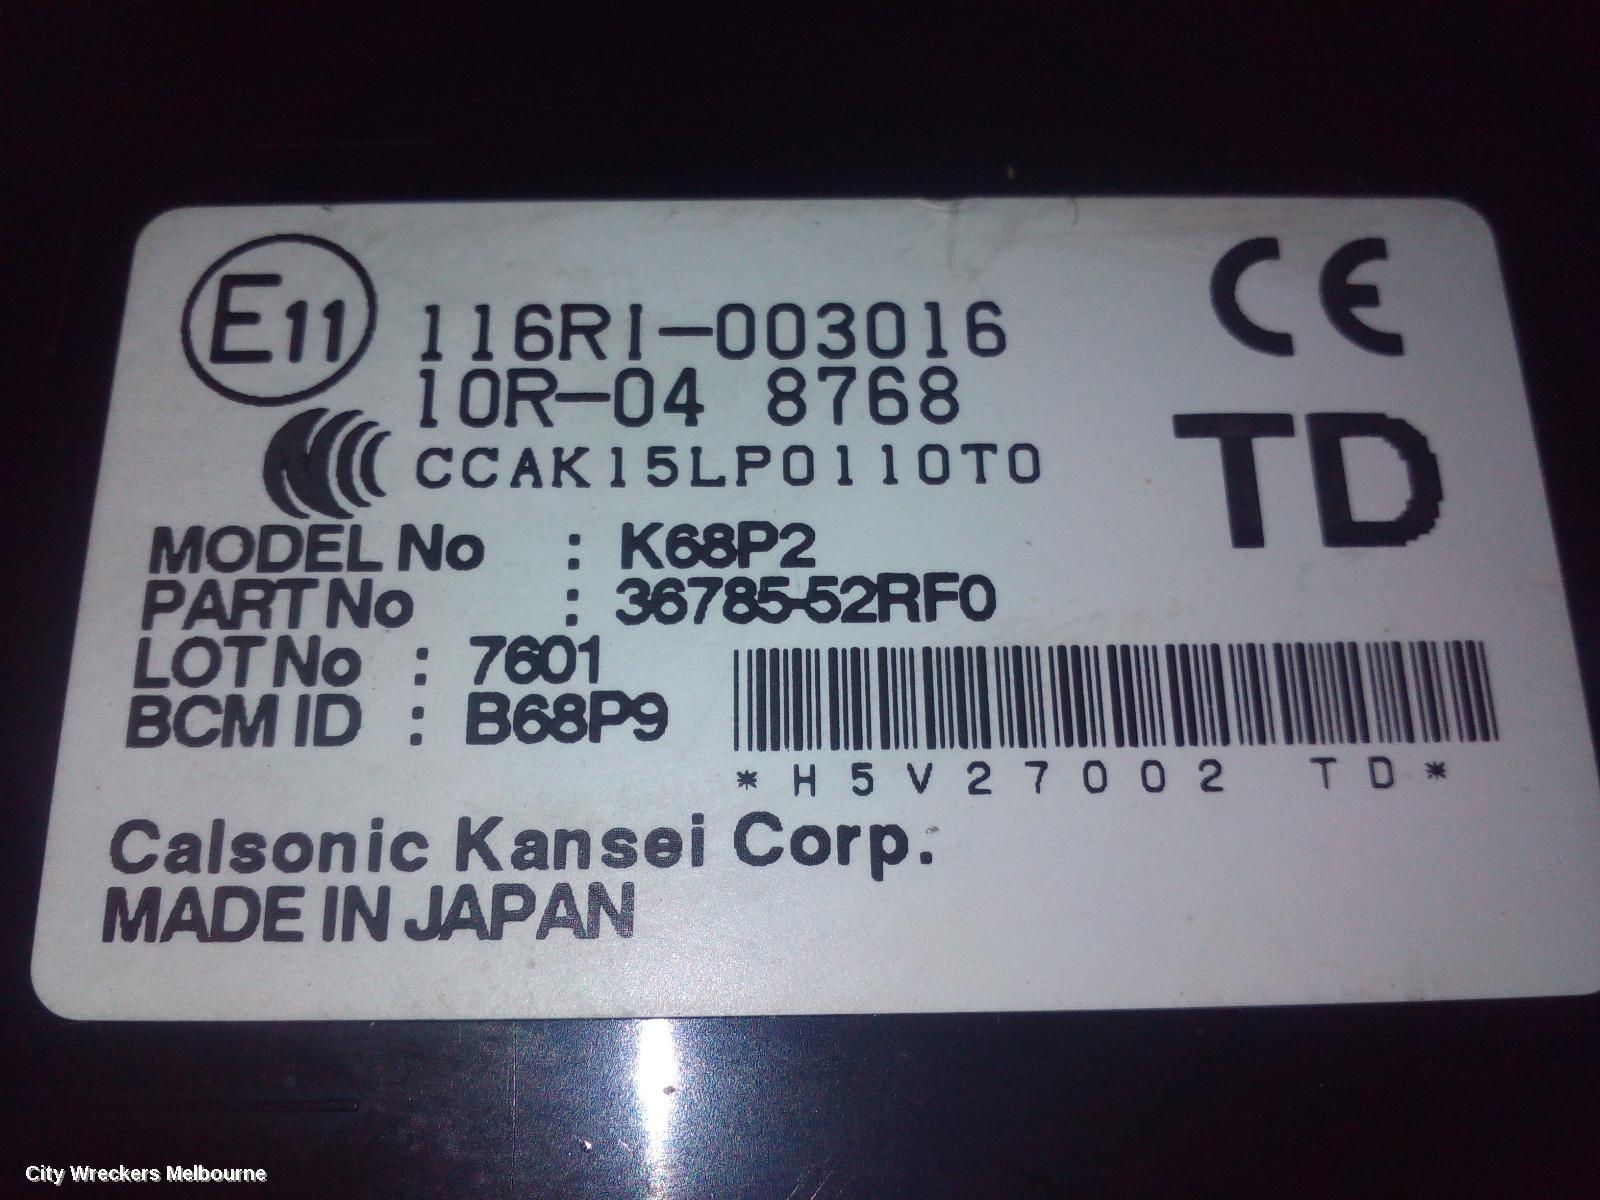 E11
116RI-003016
10R-04 8768
CCAK15LP0110T0
CE
TD
MODEL No : K68P2
PART No : 36785-52RF0
LOT No : 7601
BCM ID : B68P9
*H5V27002 TD*
Calsonic Kansei Corp.
MADE IN JAPAN
City Wreckers Melbourne